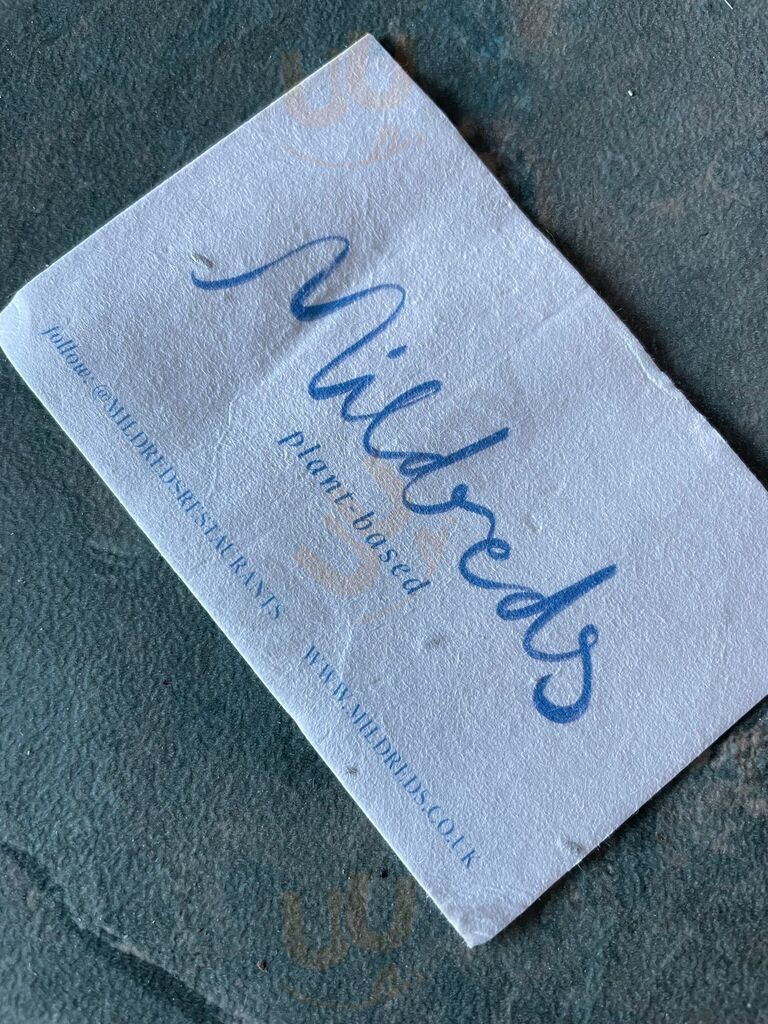 Mildreds
plant-based
follow: @MILDREDSRESTAURANTS WWW.MILDREDS.CO.UK